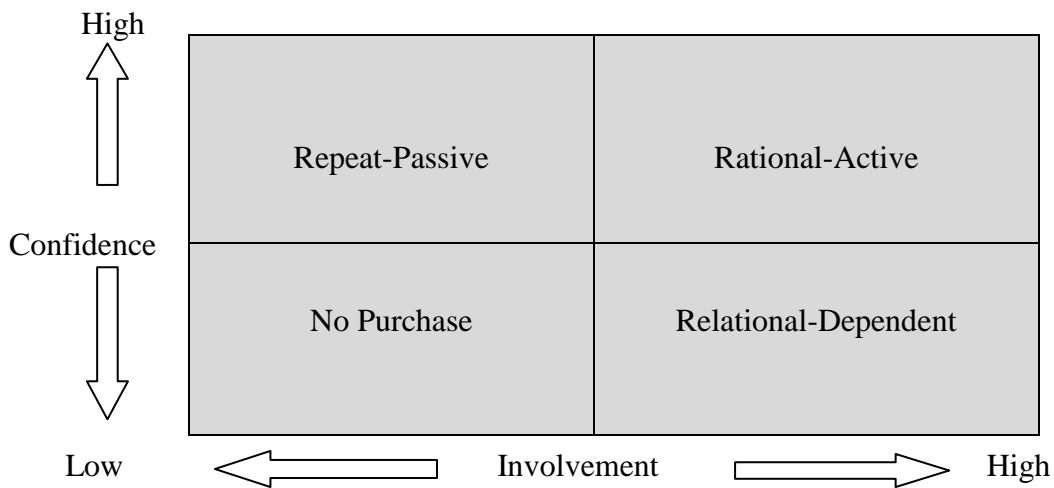 High
Repeat-Passive
Rational-Active
Confidence
No Purchase
Relational-Dependent
Low
Involvement
High